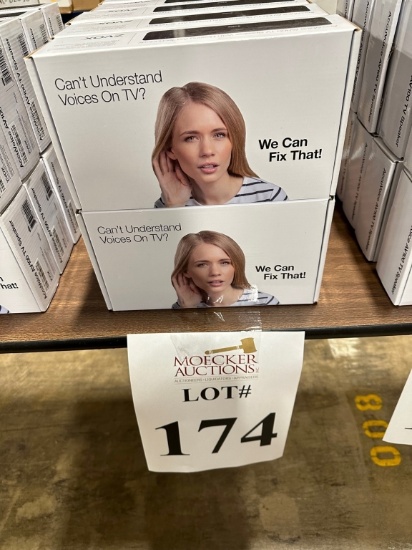 Can't Understand
Voices On TV?
We Can
Fix That!
Can't Understand
Voices On TV?
We Can
Fix That!
MOECKER
AUCTIONS
LOT#
174
800